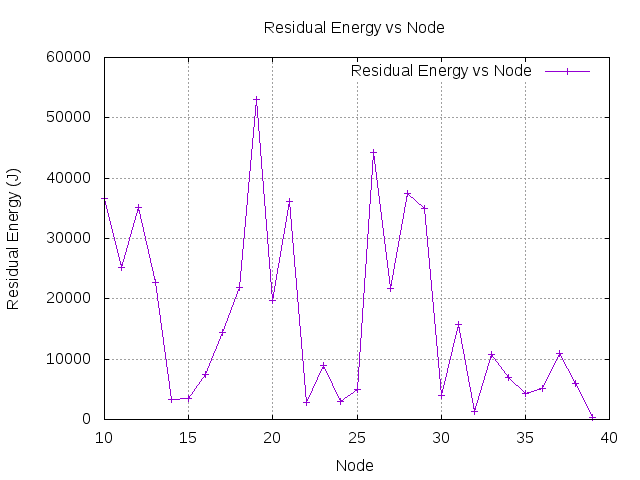 Residual Energy vs Node
60000
Residual Energy vs Node
50000
40000
30000
20000
10000
0
Residual Energy (J)
10 15 20 25 30 35 40
Node